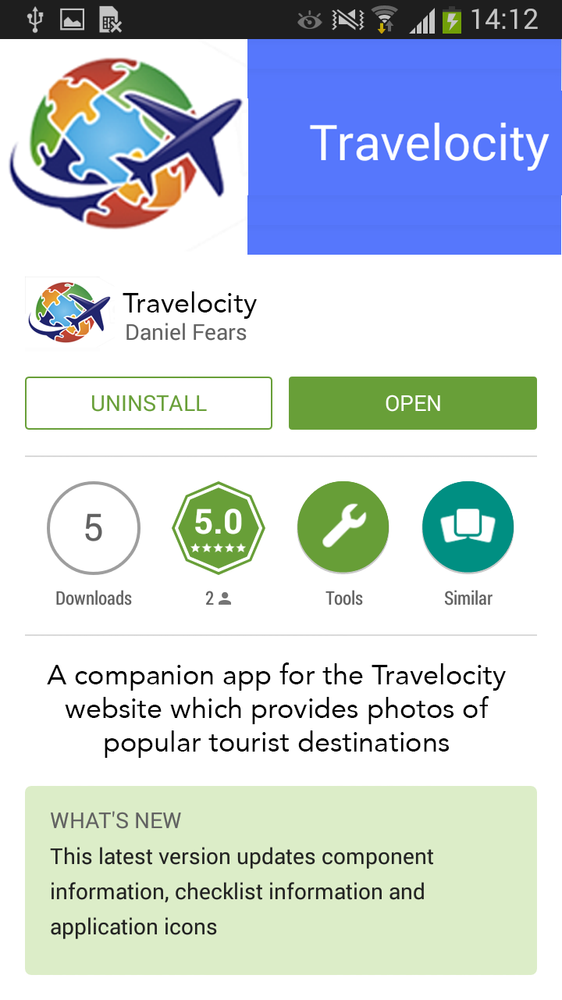 14:12
Travelocity
Travelocity
Daniel Fears
UNINSTALL
OPEN
5
5.0
Downloads
2
Tools
Similar
A companion app for the Travelocity
website which provides photos of
popular tourist destinations
WHAT'S NEW
This latest version updates component
information, checklist information and
application icons